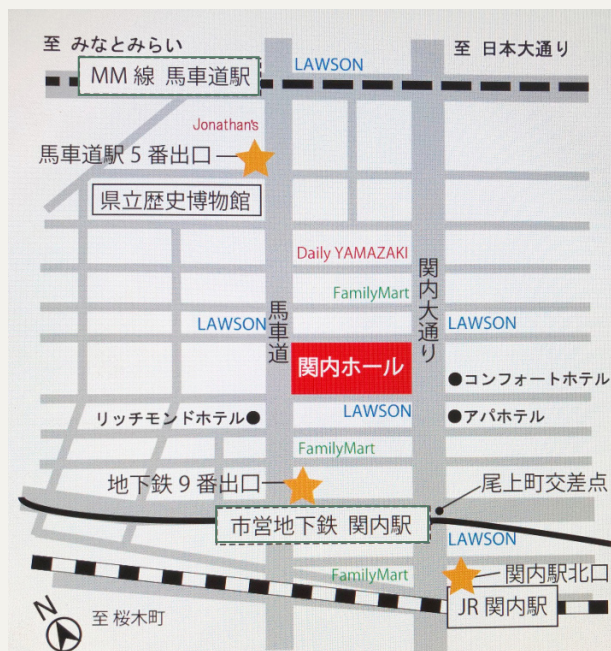 至 みなとみらい
至 日本大通り
MM 線 馬車道駅
LAWSON
Jonathan's
馬車道駅 5 番出口
県立歴史博物館
Daily YAMAZAKI
FamilyMart
馬車道
関内大通り
LAWSON
LAWSON
関内ホール
コンフォートホテル
リッチモンドホテル
LAWSON
アパホテル
FamilyMart
地下鉄 9 番出口
尾上町交差点
市営地下鉄 関内駅
LAWSON
FamilyMart
関内駅北口
JR 関内駅
N
至 桜木町